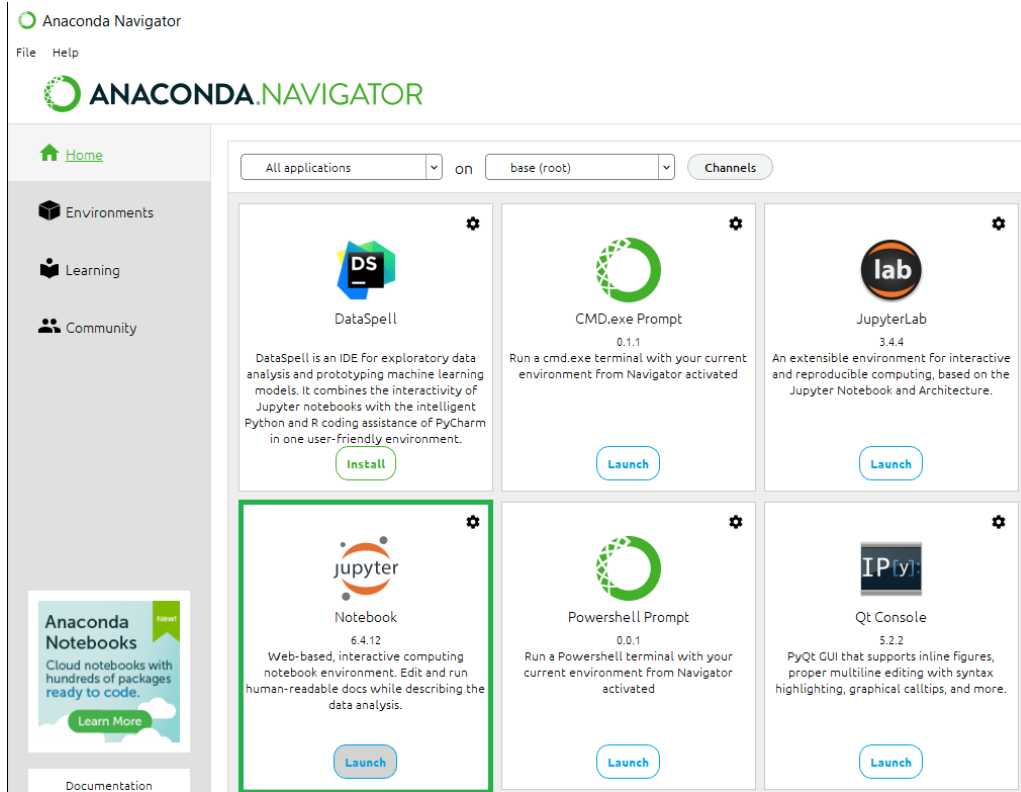 Anaconda Navigator
File Help
ANACONDA.NAVIGATOR
Home
Environments
Learning
Community
Anaconda
Notebooks
New!
Cloud notebooks with
hundreds of packages
ready to code.
Learn More
Documentation
All applications on base (root) Channels
DS
DataSpell
DataSpell is an IDE for exploratory data
analysis and prototyping machine learning
models. It combines the interactivity of
Jupyter notebooks with the intelligent
Python and R coding assistance of PyCharm
in one user-friendly environment.
Install
CMD.exe Prompt
0.1.1
Run a cmd.exe terminal with your current
environment from Navigator activated
Launch
lab
JupyterLab
3.4.4
An extensible environment for interactive
and reproducible computing, based on the
Jupyter Notebook and Architecture.
Launch
jupyter
Notebook
6.4.12
Web-based, interactive computing
notebook environment. Edit and run
human-readable docs while describing the
data analysis.
Launch
Powershell Prompt
0.0.1
Run a Powershell terminal with your
current environment from Navigator
activated
Launch
IP[y]:
Qt Console
5.2.2
PyQt GUI that supports inline figures,
proper multiline editing with syntax
highlighting, graphical calltips, and more.
Launch